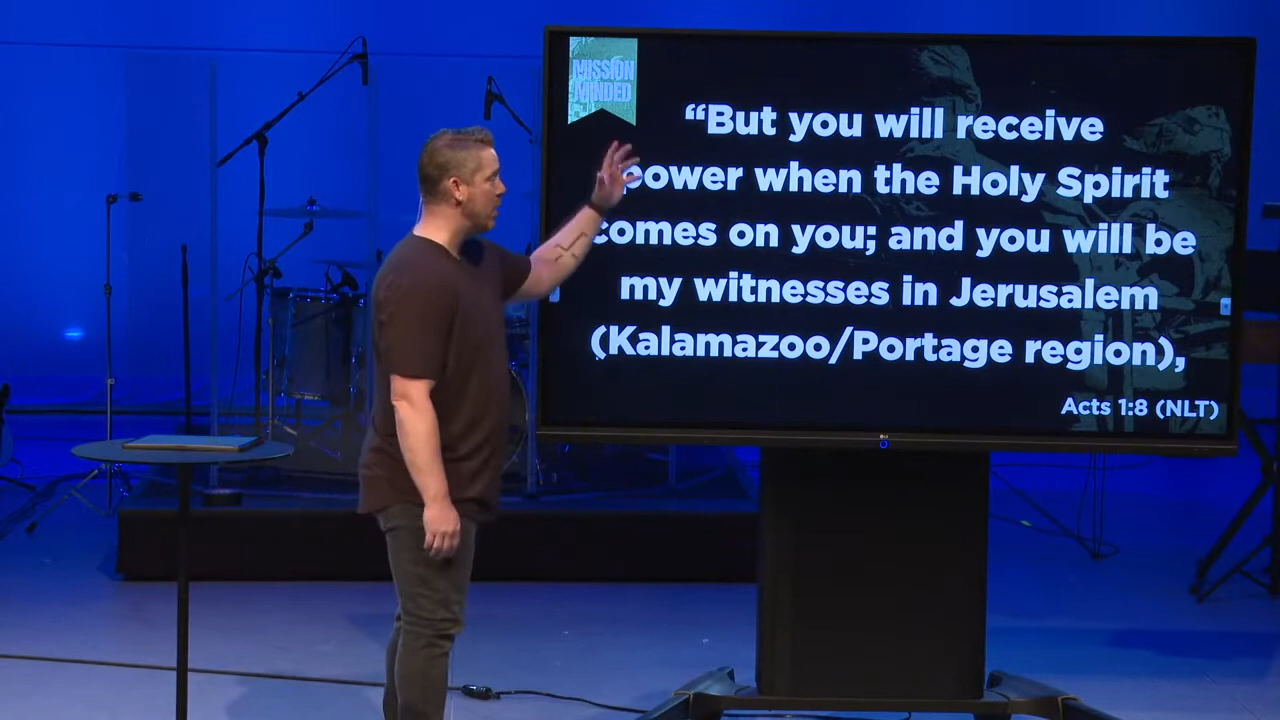 MISSION
MINDED
“But you will receive
power when the Holy Spirit
comes on you; and you will be
my witnesses in Jerusalem
(Kalamazoo/Portage region),
Acts 1:8 (NLT)
LG